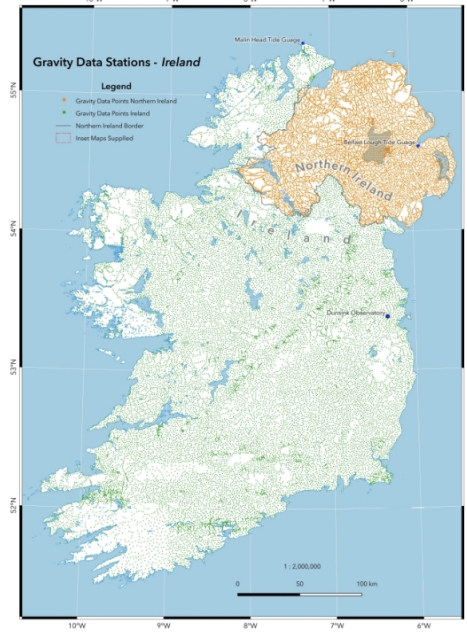 Gravity Data Stations - Ireland
Legend
Gravity Data Points Northern Ireland
Gravity Data Points Ireland
Northern Ireland Border
Inset Maps Supplied
Malin Head Tide Guage
Belfast Lough Tide Guage
Northern Ireland
Ireland
Dunsink Observatory
55°N
54°N
53°N
52°N
1 : 2,000,000
0 50 100 km
10°W 9°W 8°W 7°W 6°W